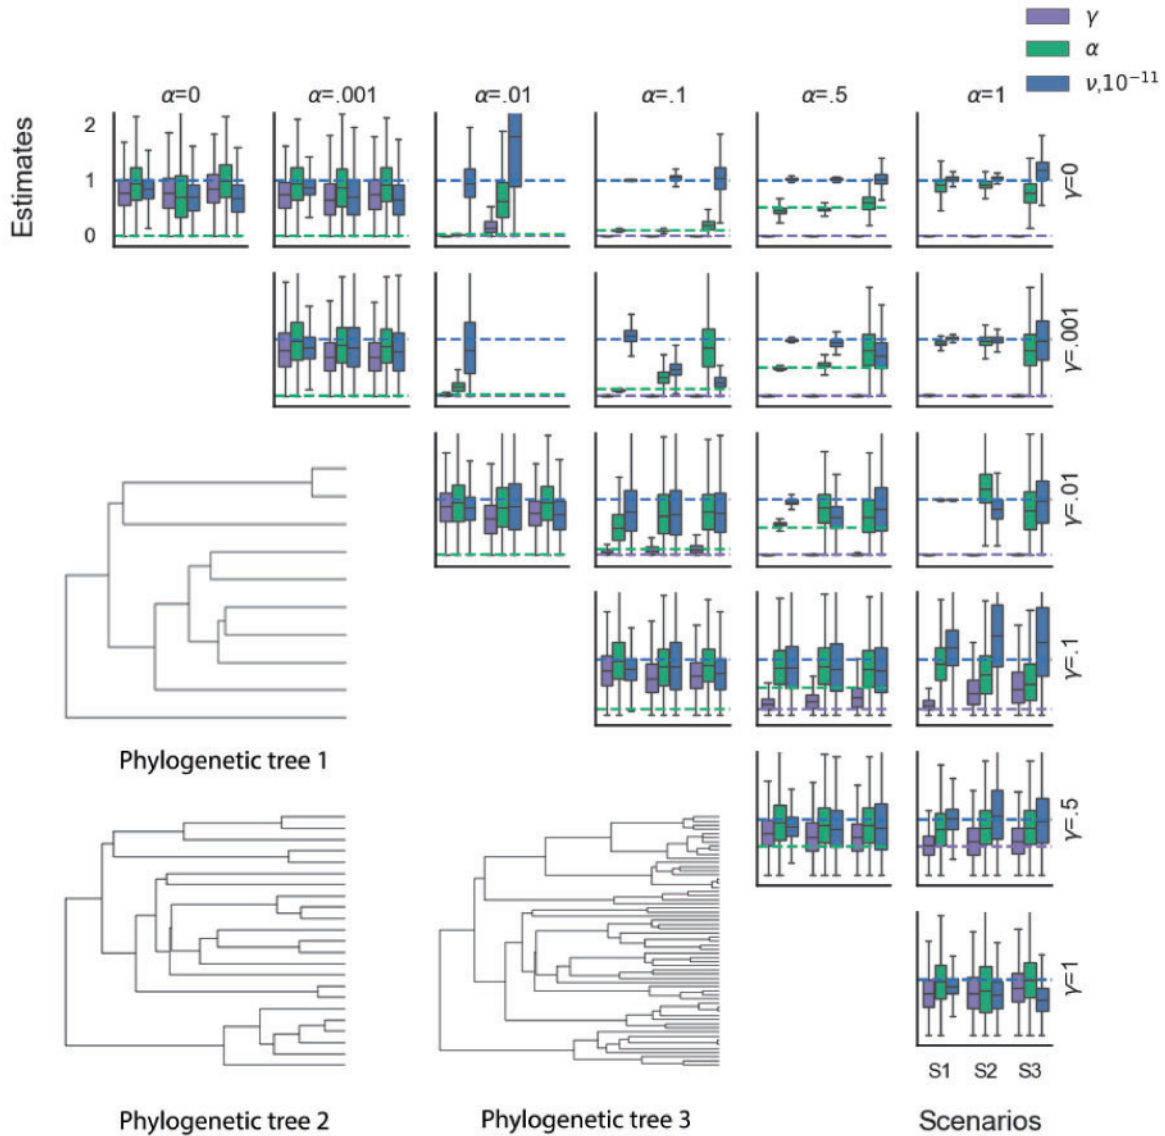 γ
α
ν,10⁻¹¹
α=0 α=.001 α=.01 α=.1 α=.5 α=1
Estimates
2
1
0
γ=0
γ=.001
γ=.01
γ=.1
γ=.5
γ=1
Phylogenetic tree 1
Phylogenetic tree 2
Phylogenetic tree 3
S1 S2 S3
Scenarios